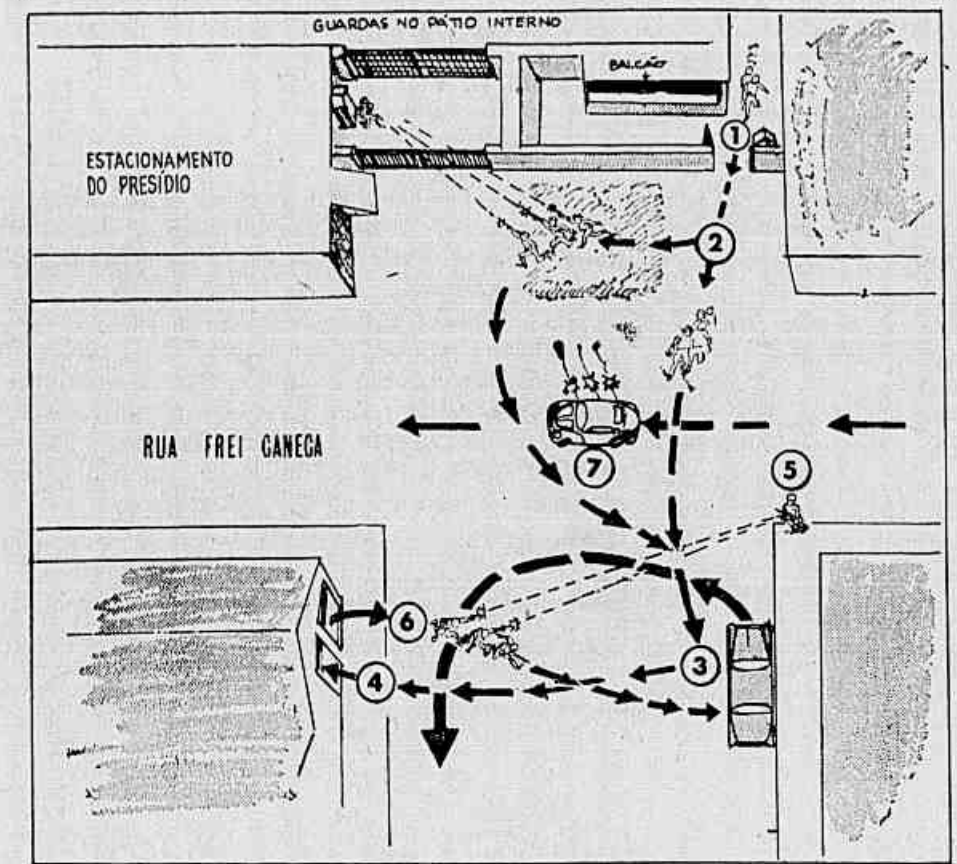 GUARDAS NO PÁTIO INTERNO
BALCÃO
1
ESTACIONAMENTO
DO PRESÍDIO
2
RUA FREI CANECA
7
5
6
3
4